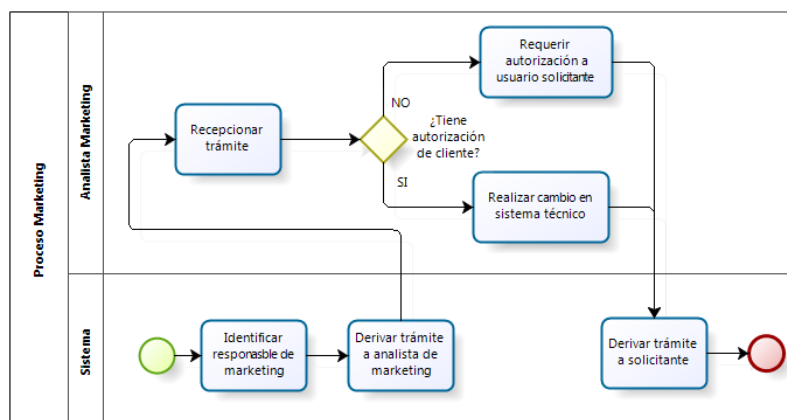 Proceso Marketing
Analista Marketing
Requerir
autorización a
usuario solicitante
Recepcionar
trámite
NO
¿Tiene
autorización
de cliente?
SI
Realizar cambio en
sistema técnico
Sistema
Identificar
responasble de
marketing
Derivar trámite
a analista de
marketing
Derivar trámite
a solicitante